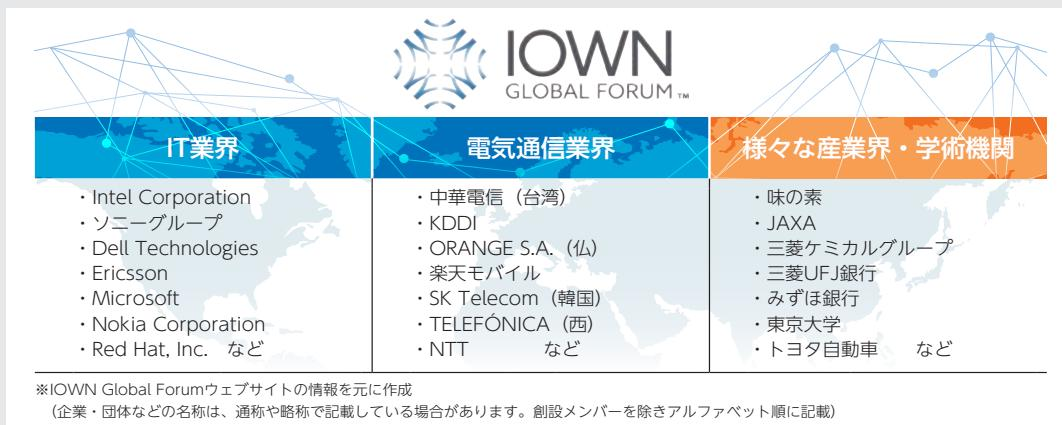 IOWN
GLOBAL FORUM™
IT業界
・Intel Corporation
・ソニーグループ
・Dell Technologies
・Ericsson
・Microsoft
・Nokia Corporation
・Red Hat, Inc.　など
電気通信業界
・中華電信（台湾）
・KDDI
・ORANGE S.A.（仏）
・楽天モバイル
・SK Telecom（韓国）
・TELEFÓNICA（西）
・NTT　　　　など
様々な産業界・学術機関
・味の素
・JAXA
・三菱ケミカルグループ
・三菱UFJ銀行
・みずほ銀行
・東京大学
・トヨタ自動車　　など
※IOWN Global Forumウェブサイトの情報を元に作成
（企業・団体などの名称は、通称や略称で記載している場合があります。創設メンバーを除きアルファベット順に記載）